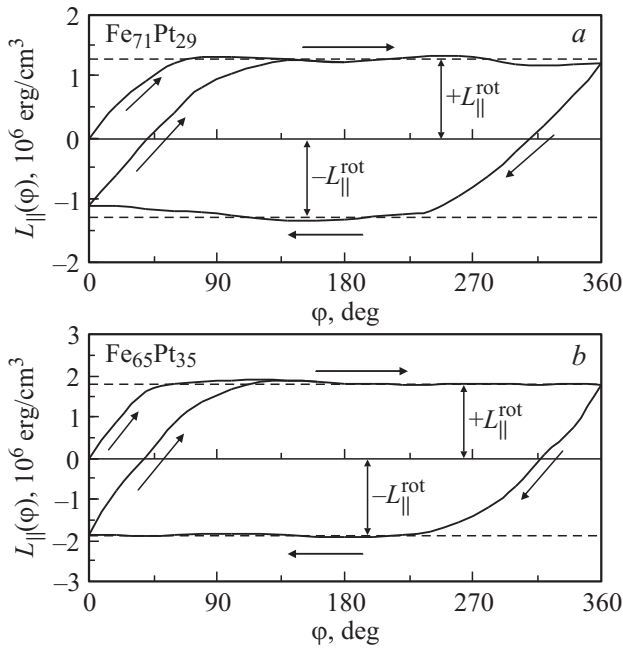 Fe71Pt29
a
L||(φ), 10^6 erg/cm^3
2
1
0
–1
–2
+L||^rot
–L||^rot
0 90 180 270 360
φ, deg
Fe65Pt35
b
L||(φ), 10^6 erg/cm^3
3
2
1
0
–1
–2
–3
+L||^rot
–L||^rot
0 90 180 270 360
φ, deg